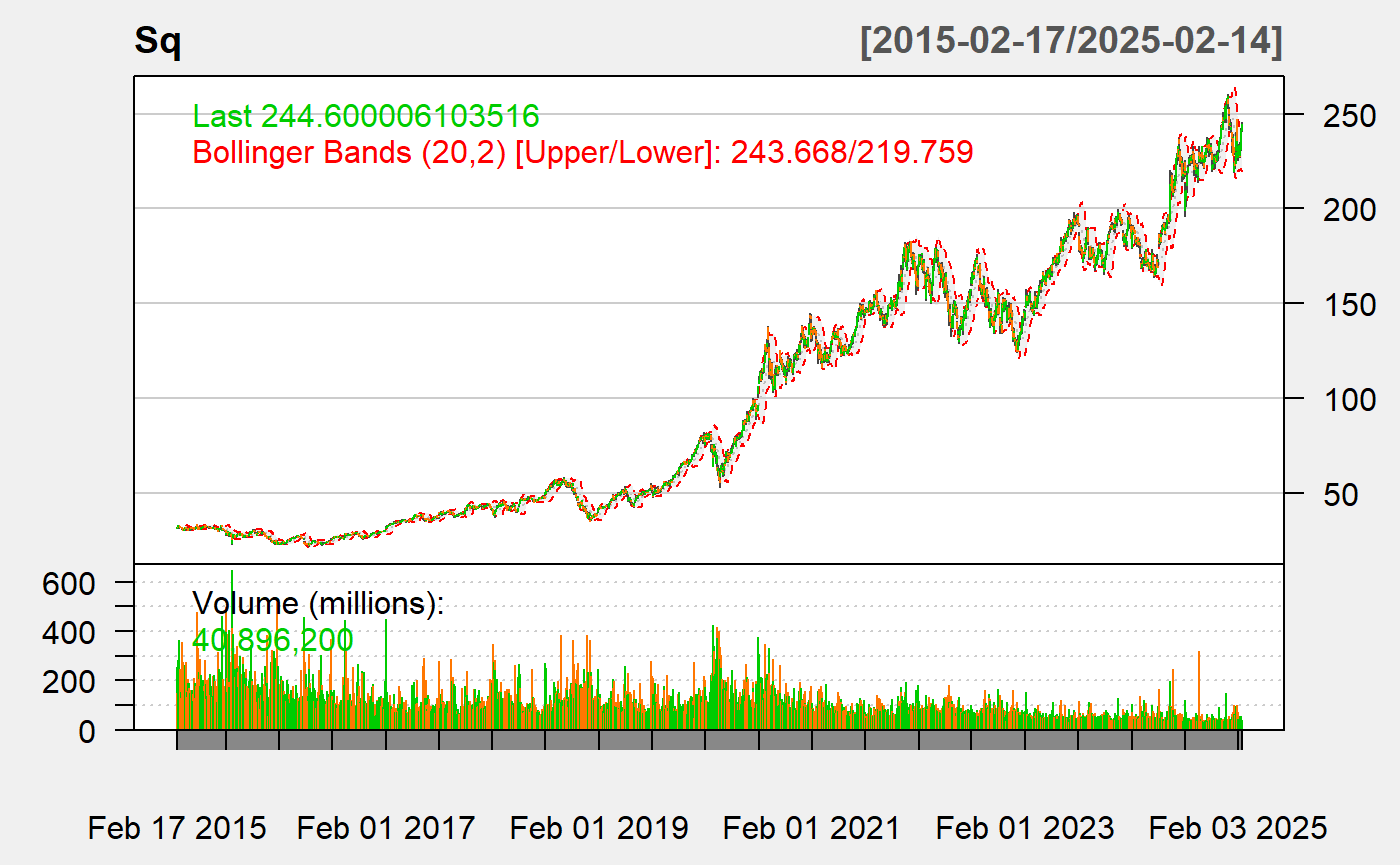 Sq [2015-02-17/2025-02-14]
Last 244.600006103516
Bollinger Bands (20,2) [Upper/Lower]: 243.668/219.759
250
200
150
100
50
Volume (millions):
40,896,200
600
400
200
0
Feb 17 2015 Feb 01 2017 Feb 01 2019 Feb 01 2021 Feb 01 2023 Feb 03 2025